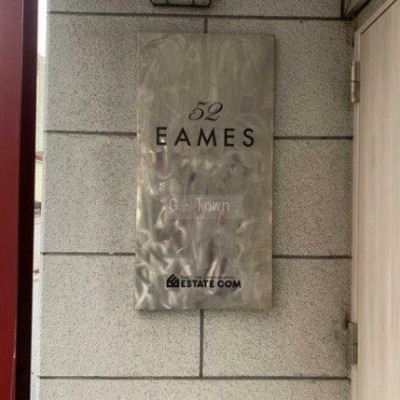 52
EAMES
G · Town
ESTATE COM